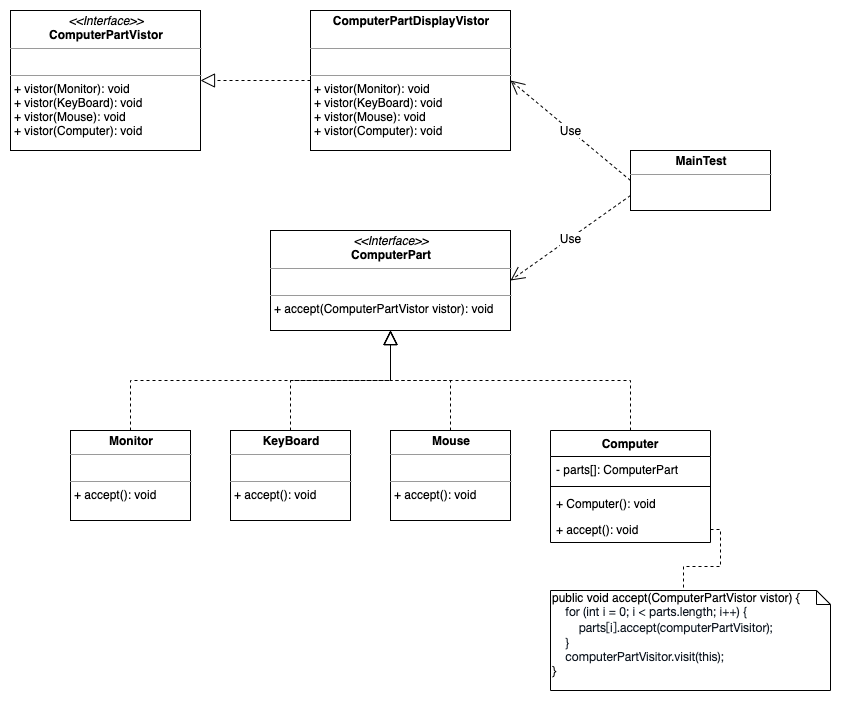 <<Interface>>
ComputerPartVistor
+ vistor(Monitor): void
+ vistor(KeyBoard): void
+ vistor(Mouse): void
+ vistor(Computer): void
ComputerPartDisplayVistor
+ vistor(Monitor): void
+ vistor(KeyBoard): void
+ vistor(Mouse): void
+ vistor(Computer): void
Use
MainTest
Use
<<Interface>>
ComputerPart
+ accept(ComputerPartVistor vistor): void
Monitor
+ accept(): void
KeyBoard
+ accept(): void
Mouse
+ accept(): void
Computer
- parts[]: ComputerPart
+ Computer(): void
+ accept(): void
public void accept(ComputerPartVistor vistor) {
for (int i = 0; i < parts.length; i++) {
parts[i].accept(computerPartVisitor);
}
computerPartVisitor.visit(this);
}